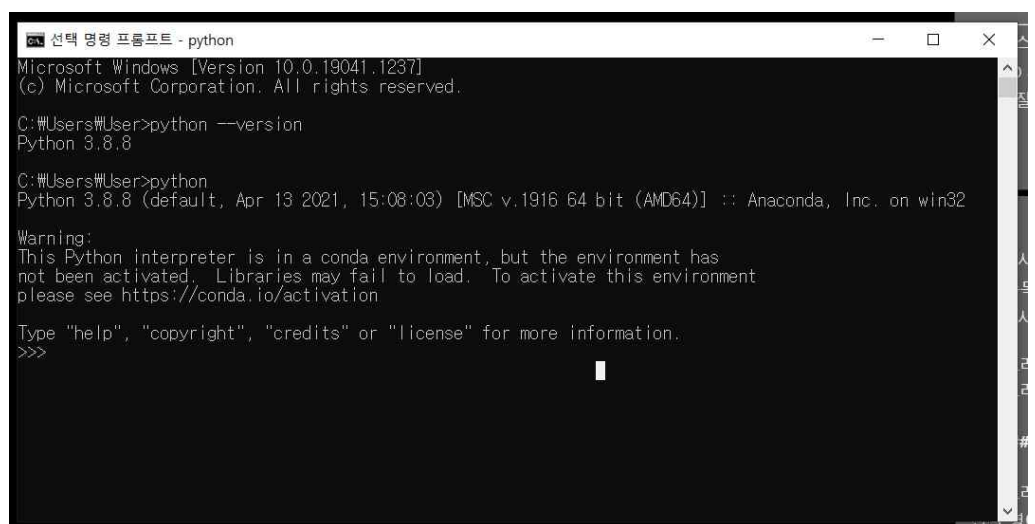 선택 명령 프롬프트 - python
Microsoft Windows [Version 10.0.19041.1237]
(c) Microsoft Corporation. All rights reserved.
C:₩Users₩User>python --version
Python 3.8.8
C:₩Users₩User>python
Python 3.8.8 (default, Apr 13 2021, 15:08:03) [MSC v.1916 64 bit (AMD64)] :: Anaconda, Inc. on win32
Warning:
This Python interpreter is in a conda environment, but the environment has
not been activated.  Libraries may fail to load.  To activate this environment
please see https://conda.io/activation
Type "help", "copyright", "credits" or "license" for more information.
>>>